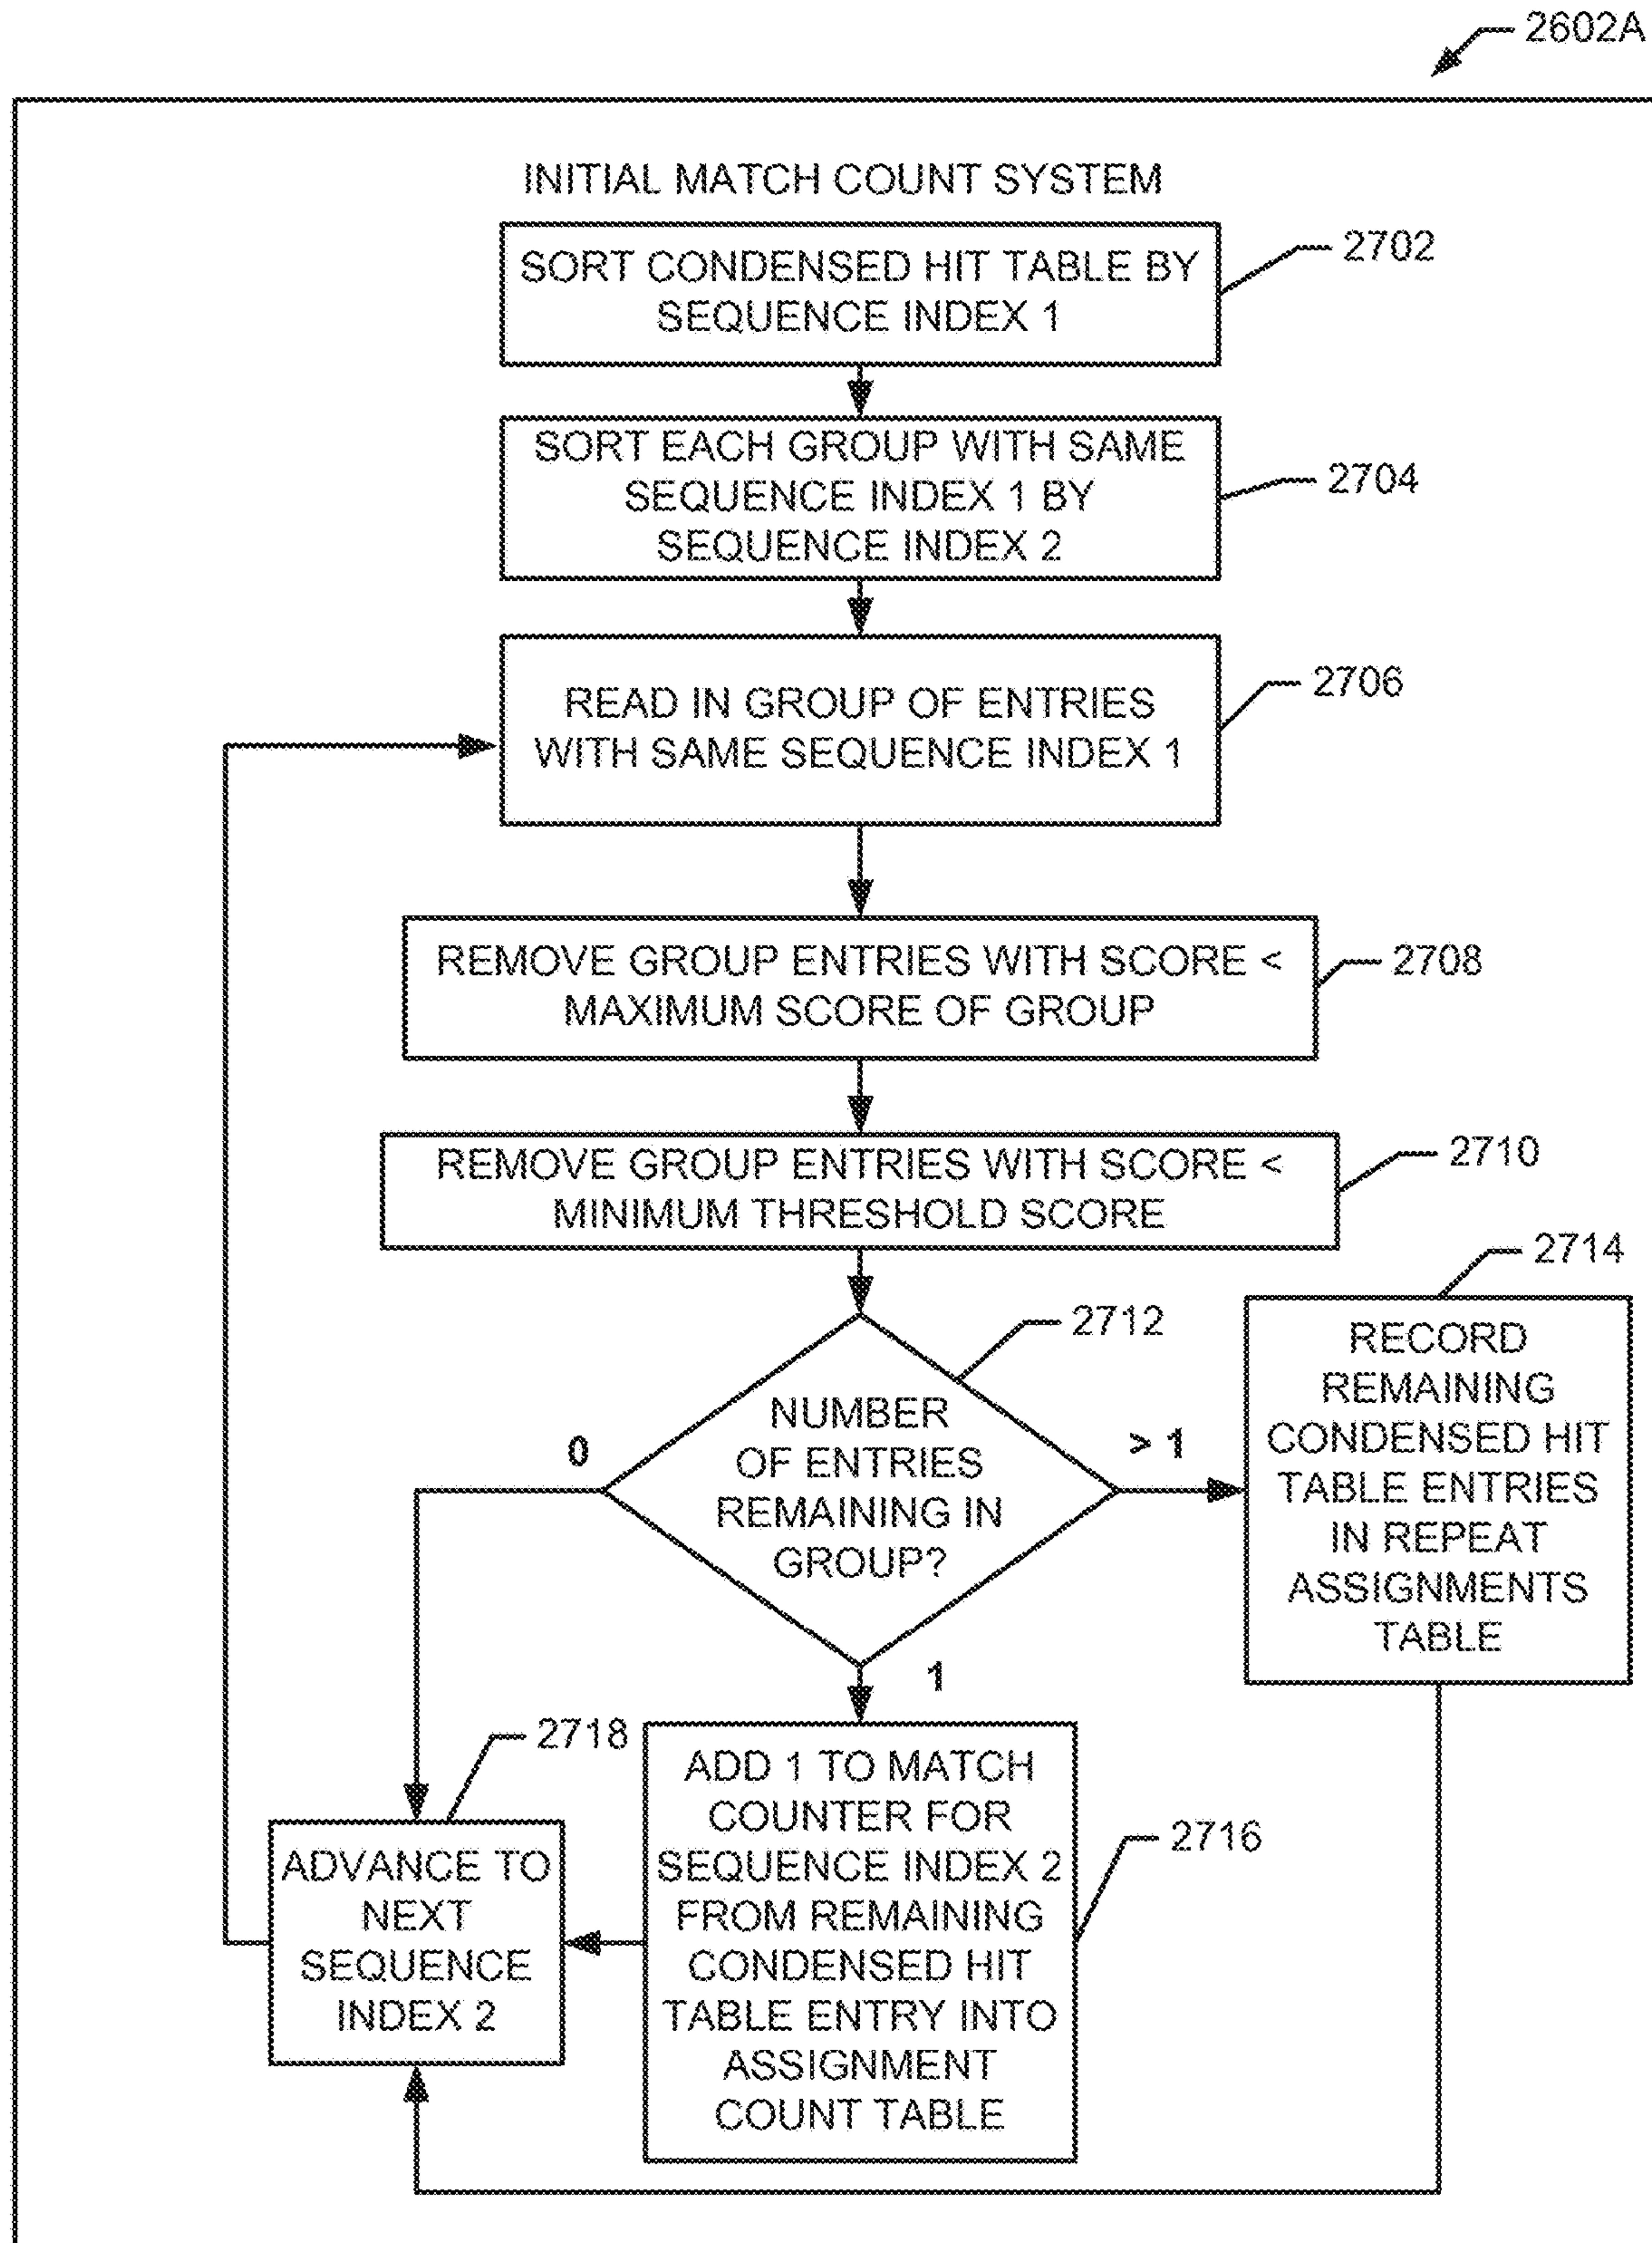 2602A
INITIAL MATCH COUNT SYSTEM
SORT CONDENSED HIT TABLE BY
SEQUENCE INDEX 1
2702
SORT EACH GROUP WITH SAME
SEQUENCE INDEX 1 BY
SEQUENCE INDEX 2
2704
READ IN GROUP OF ENTRIES
WITH SAME SEQUENCE INDEX 1
2706
REMOVE GROUP ENTRIES WITH SCORE <
MAXIMUM SCORE OF GROUP
2708
REMOVE GROUP ENTRIES WITH SCORE <
MINIMUM THRESHOLD SCORE
2710
NUMBER
OF ENTRIES
REMAINING IN
GROUP?
2712
0
> 1
1
RECORD
REMAINING
CONDENSED HIT
TABLE ENTRIES
IN REPEAT
ASSIGNMENTS
TABLE
2714
ADD 1 TO MATCH
COUNTER FOR
SEQUENCE INDEX 2
FROM REMAINING
CONDENSED HIT
TABLE ENTRY INTO
ASSIGNMENT
COUNT TABLE
2716
ADVANCE TO
NEXT
SEQUENCE
INDEX 2
2718